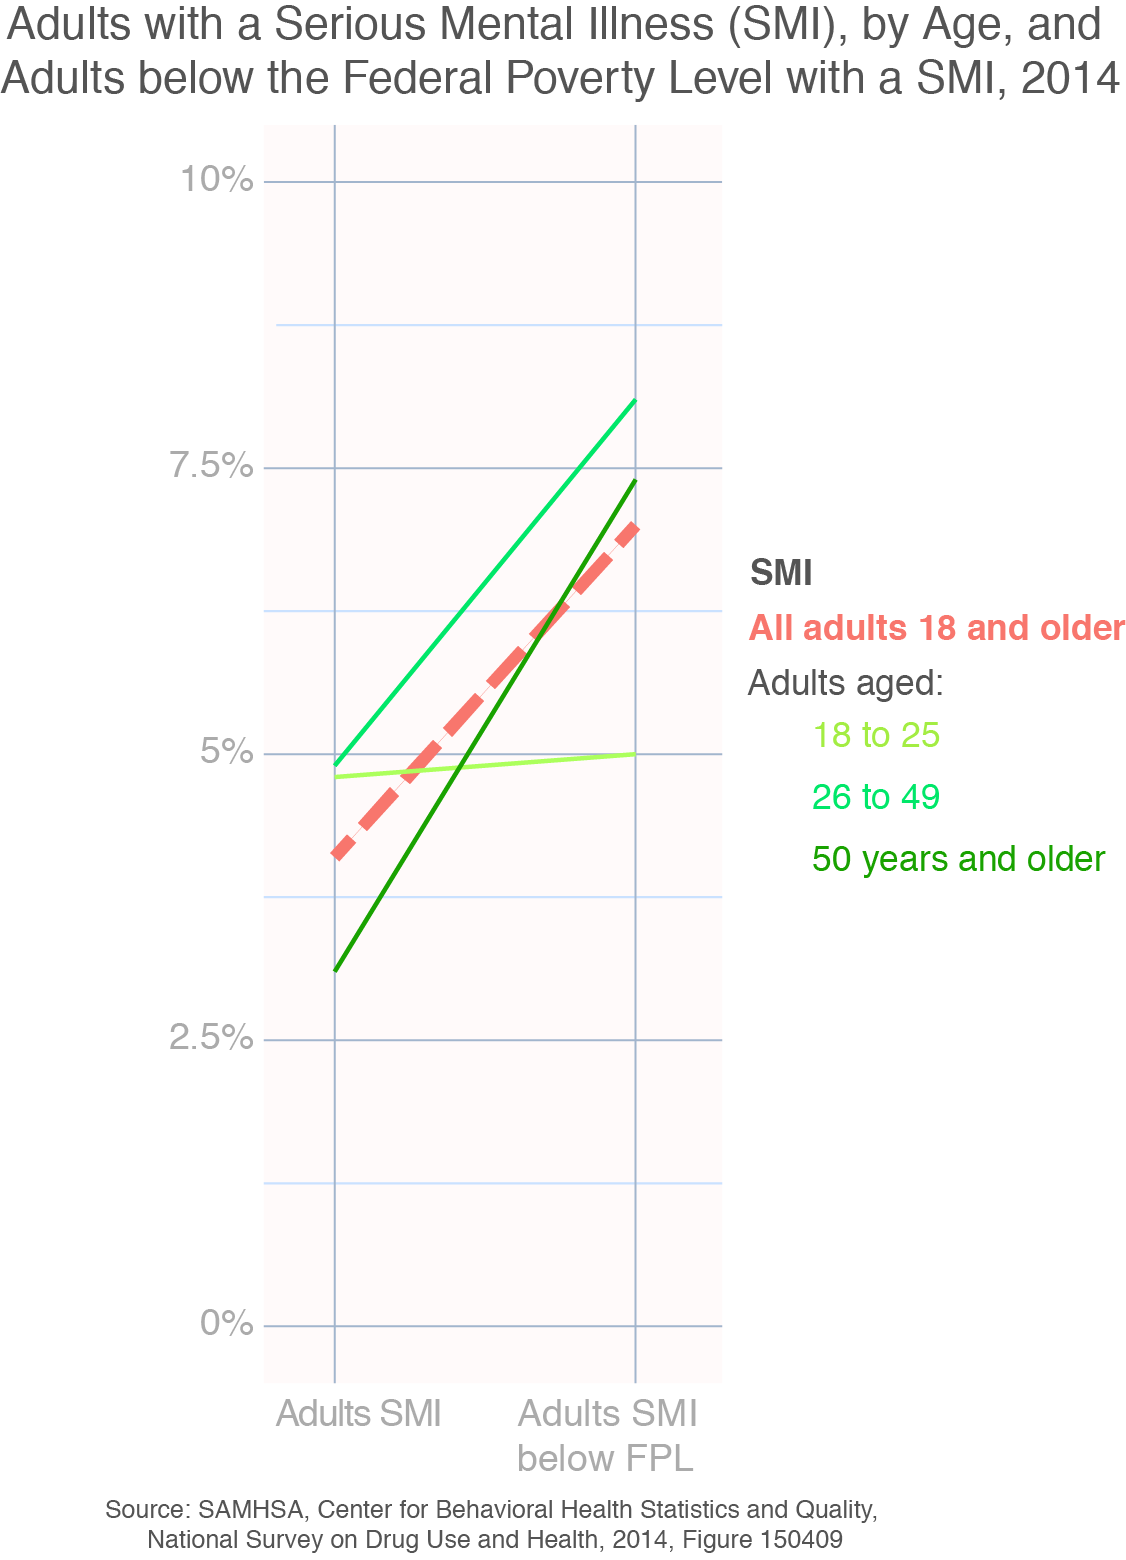 Adults with a Serious Mental Illness (SMI), by Age, and
Adults below the Federal Poverty Level with a SMI, 2014
10%
7.5%
5%
2.5%
0%
Adults SMI
Adults SMI
below FPL
SMI
All adults 18 and older
Adults aged:
18 to 25
26 to 49
50 years and older
Source: SAMHSA, Center for Behavioral Health Statistics and Quality,
National Survey on Drug Use and Health, 2014, Figure 150409